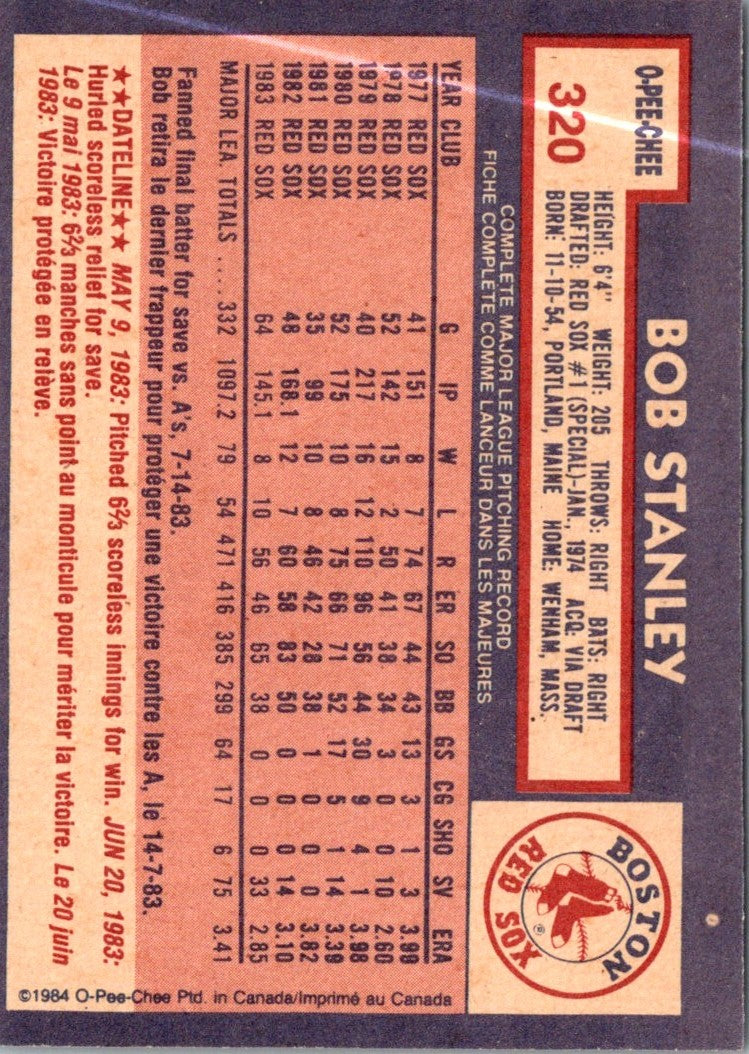 O-PEE-CHEE
320
BOB STANLEY
HEIGHT: 6'4" WEIGHT: 205 THROWS: RIGHT BATS: RIGHT
DRAFTED: RED SOX #1 (SPECIAL)-JAN., 1974 ACQ: VIA DRAFT
BORN: 11-10-54, PORTLAND, MAINE HOME: WENHAM, MASS.
BOSTON
RED SOX
COMPLETE MAJOR LEAGUE PITCHING RECORD
FICHE COMPLETE COMME LANCEUR DANS LES MAJEURES
YEAR CLUB G IP W L R ER SO BB GS CG SHO SV ERA
1977 RED SOX 41 151 8 7 74 67 44 43 13 3 1 3 3.99
1978 RED SOX 52 142 15 2 50 41 38 34 3 0 0 10 2.60
1979 RED SOX 40 217 16 12 110 96 56 44 30 9 4 1 3.98
1980 RED SOX 52 175 10 8 75 66 71 52 17 5 1 14 3.39
1981 RED SOX 35 99 10 8 46 42 28 38 1 0 0 0 3.82
1982 RED SOX 48 168.1 12 7 60 58 83 50 0 0 0 14 3.10
1983 RED SOX 64 145.1 8 10 56 46 65 38 0 0 0 33 2.85
MAJOR LEA. TOTALS .... 332 1097.2 79 54 471 416 385 299 64 17 6 75 3.41
Fanned final batter for save vs. A's, 7-14-83.
Bob retira le dernier frappeur pour protéger une victoire contre les A, le 14-7-83.
★★DATELINE★★ MAY 9, 1983: Pitched 6⅔ scoreless innings for win. JUN 20, 1983:
Hurled scoreless relief for save.
Le 9 mai 1983: 6⅔ manches sans point au monticule pour mériter la victoire. Le 20 juin
1983: Victoire protégée en relève.
©1984 O-Pee-Chee Ptd. in Canada/Imprimé au Canada